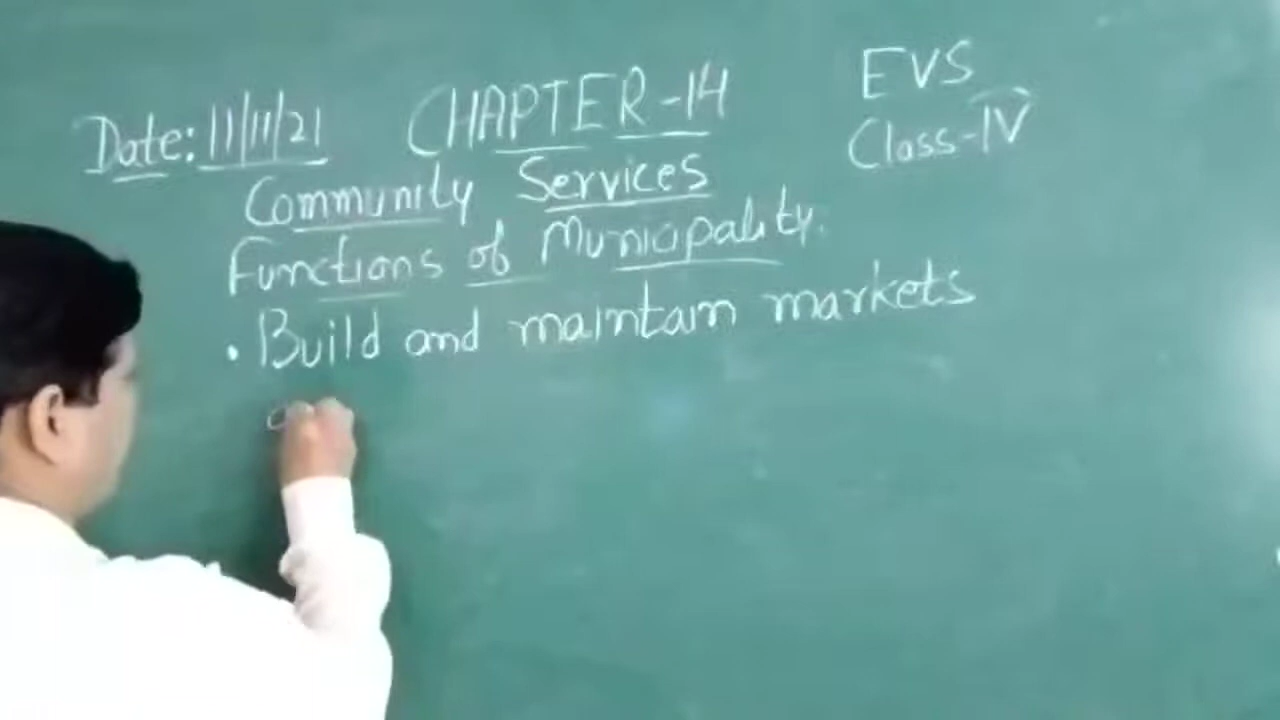 Date: 11/11/21 CHAPTER-14 EVS
Class-IV
Community Services
Functions of Municipality.
• Build and maintain markets